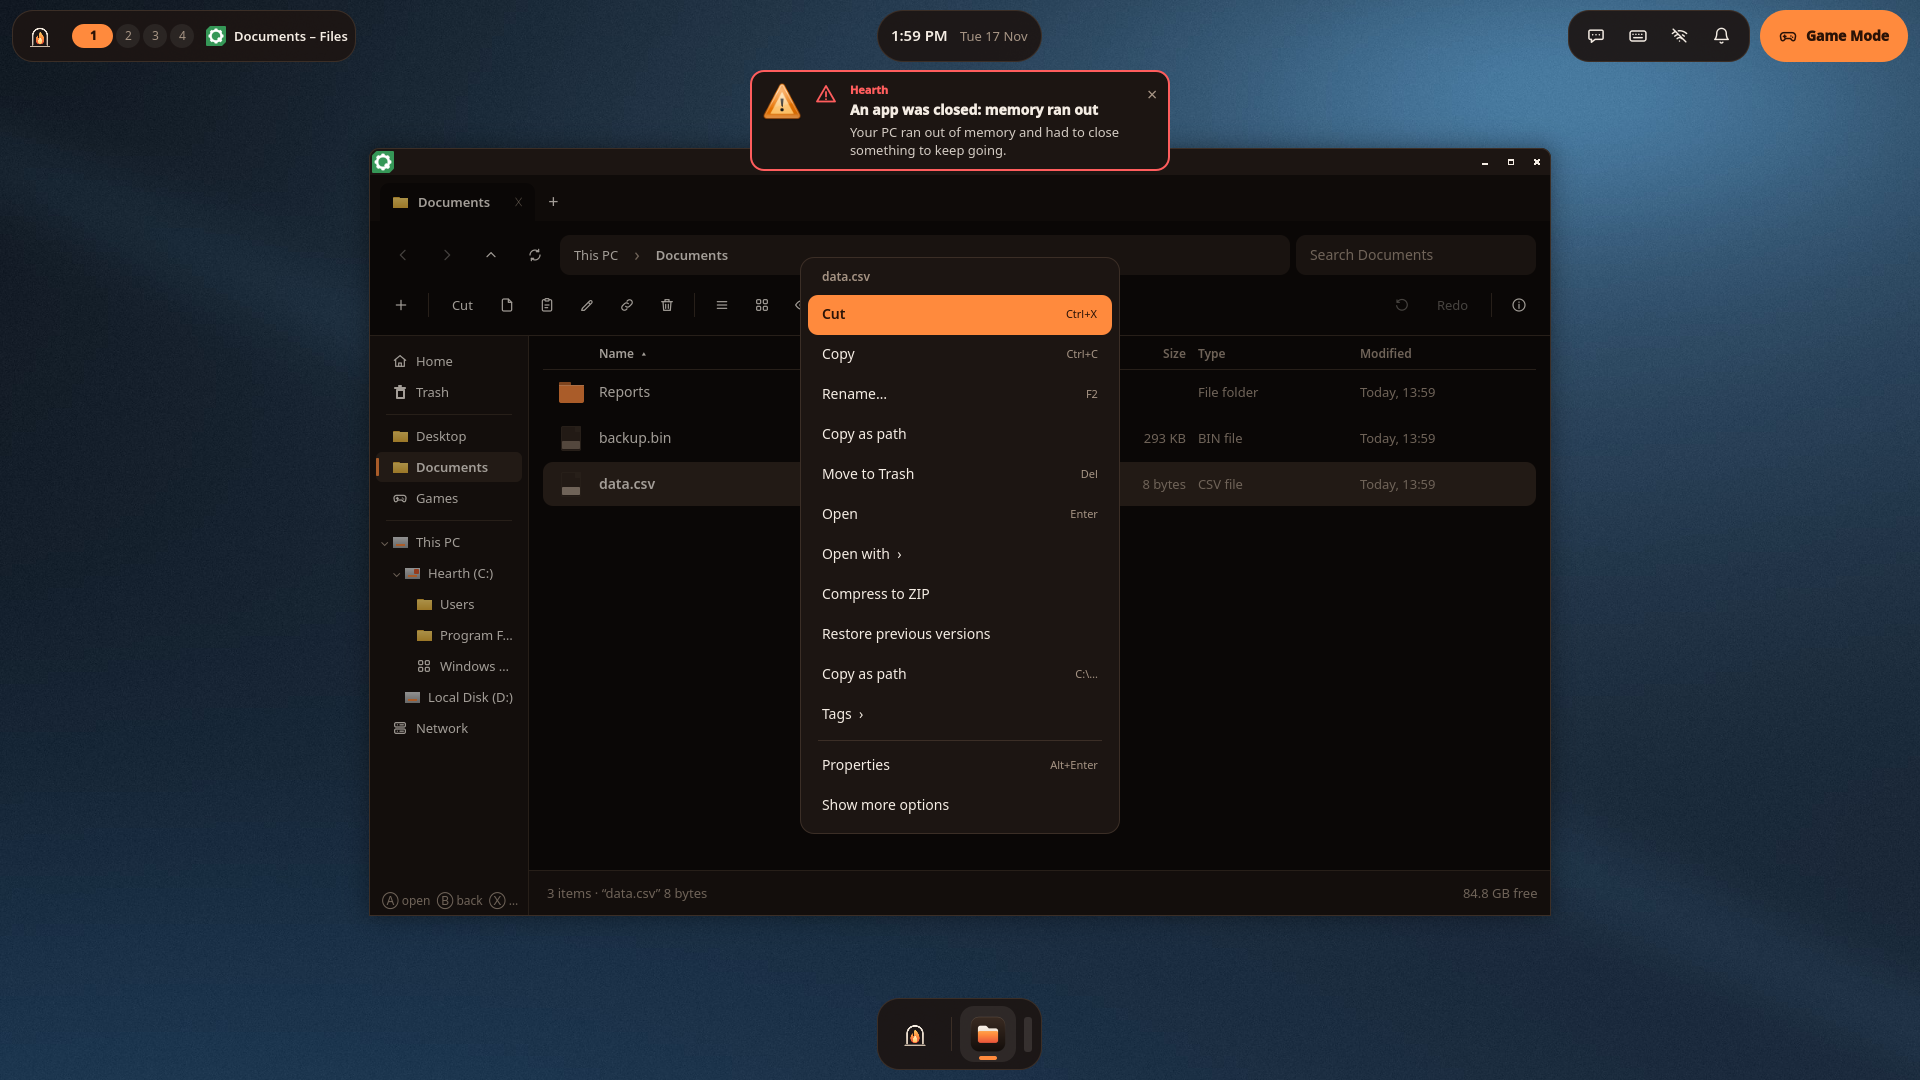 1 2 3 4 Documents – Files
1:59 PM Tue 17 Nov
Game Mode
Hearth
An app was closed: memory ran out
Your PC ran out of memory and had to close
something to keep going.
Documents X +
This PC › Documents
Search Documents
Cut
Redo
Home
Trash
Desktop
Documents
Games
This PC
Hearth (C:)
Users
Program F...
Windows ...
Local Disk (D:)
Network
A open B back X ...
Name Size Type Modified
Reports File folder Today, 13:59
backup.bin 293 KB BIN file Today, 13:59
data.csv 8 bytes CSV file Today, 13:59
data.csv
Cut Ctrl+X
Copy Ctrl+C
Rename... F2
Copy as path
Move to Trash Del
Open Enter
Open with ›
Compress to ZIP
Restore previous versions
Copy as path C:\...
Tags ›
Properties Alt+Enter
Show more options
3 items · “data.csv” 8 bytes
84.8 GB free